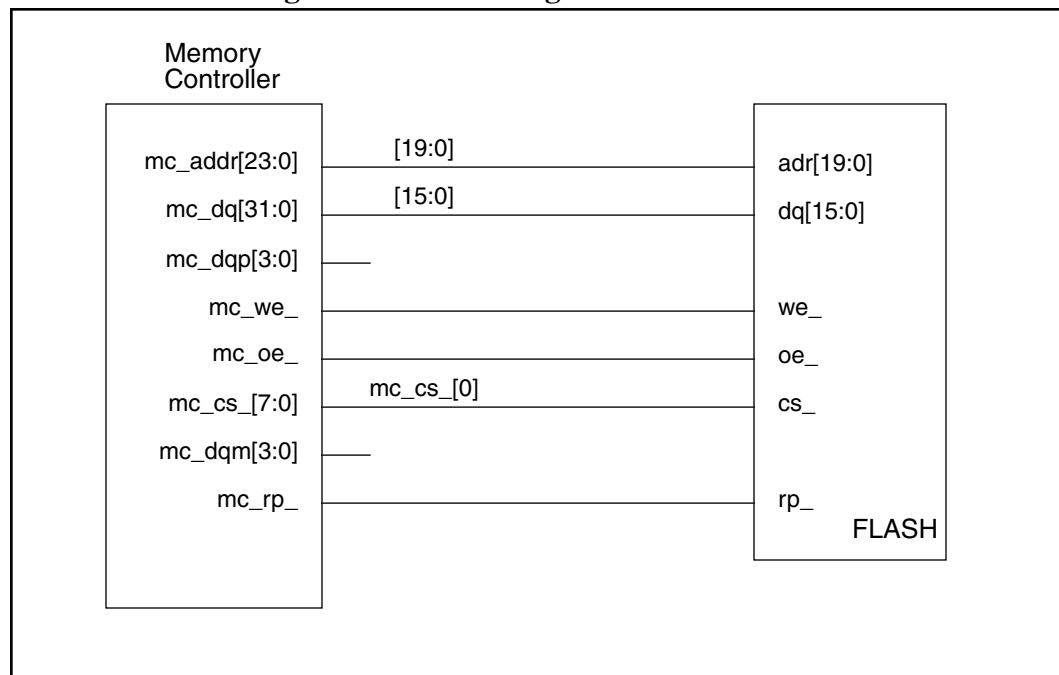 Memory
Controller
mc_addr[23:0]
[19:0]
adr[19:0]
mc_dq[31:0]
[15:0]
dq[15:0]
mc_dqp[3:0]
mc_we_
we_
mc_oe_
oe_
mc_cs_[7:0]
mc_cs_[0]
cs_
mc_dqm[3:0]
mc_rp_
rp_
FLASH